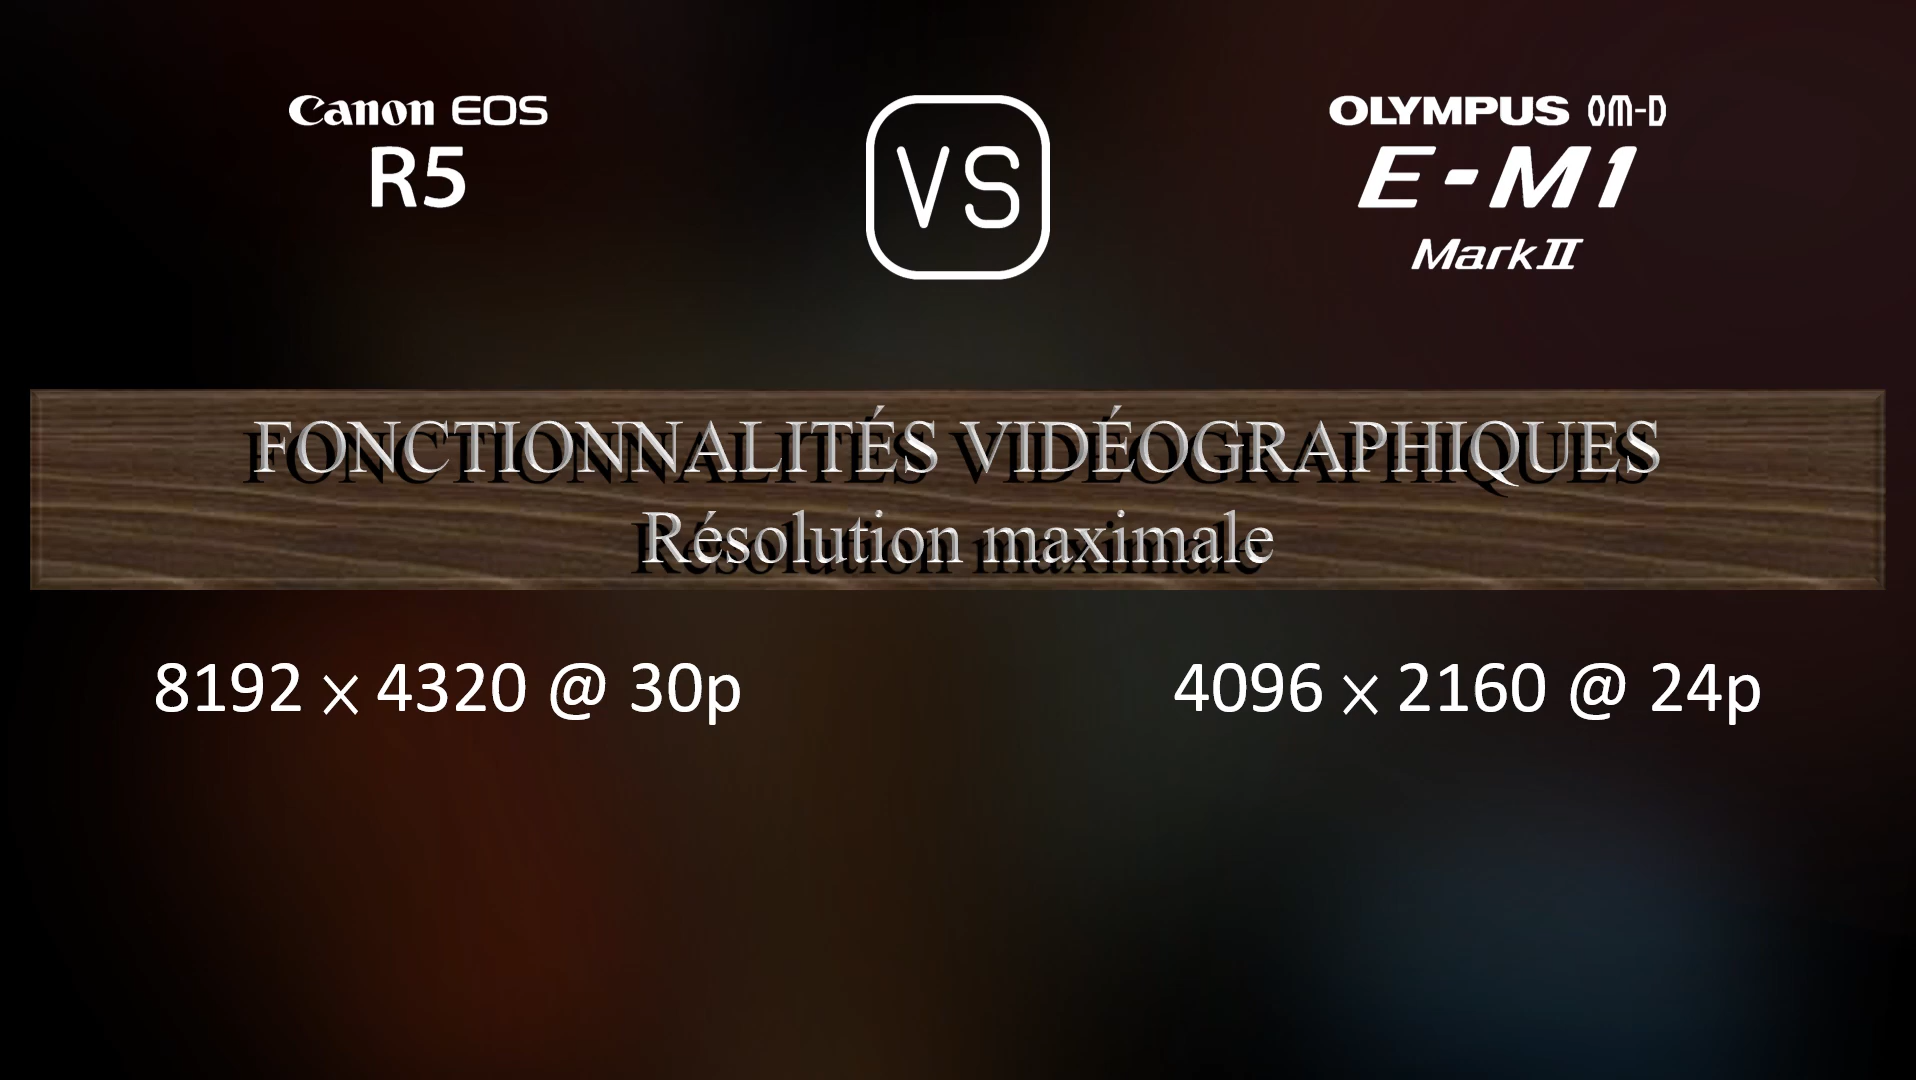 Canon EOS
R5
VS
OLYMPUS OM-D
E-M1
Mark II
FONCTIONNALITÉS VIDÉOGRAPHIQUES
Résolution maximale
8192 x 4320 @ 30p
4096 x 2160 @ 24p